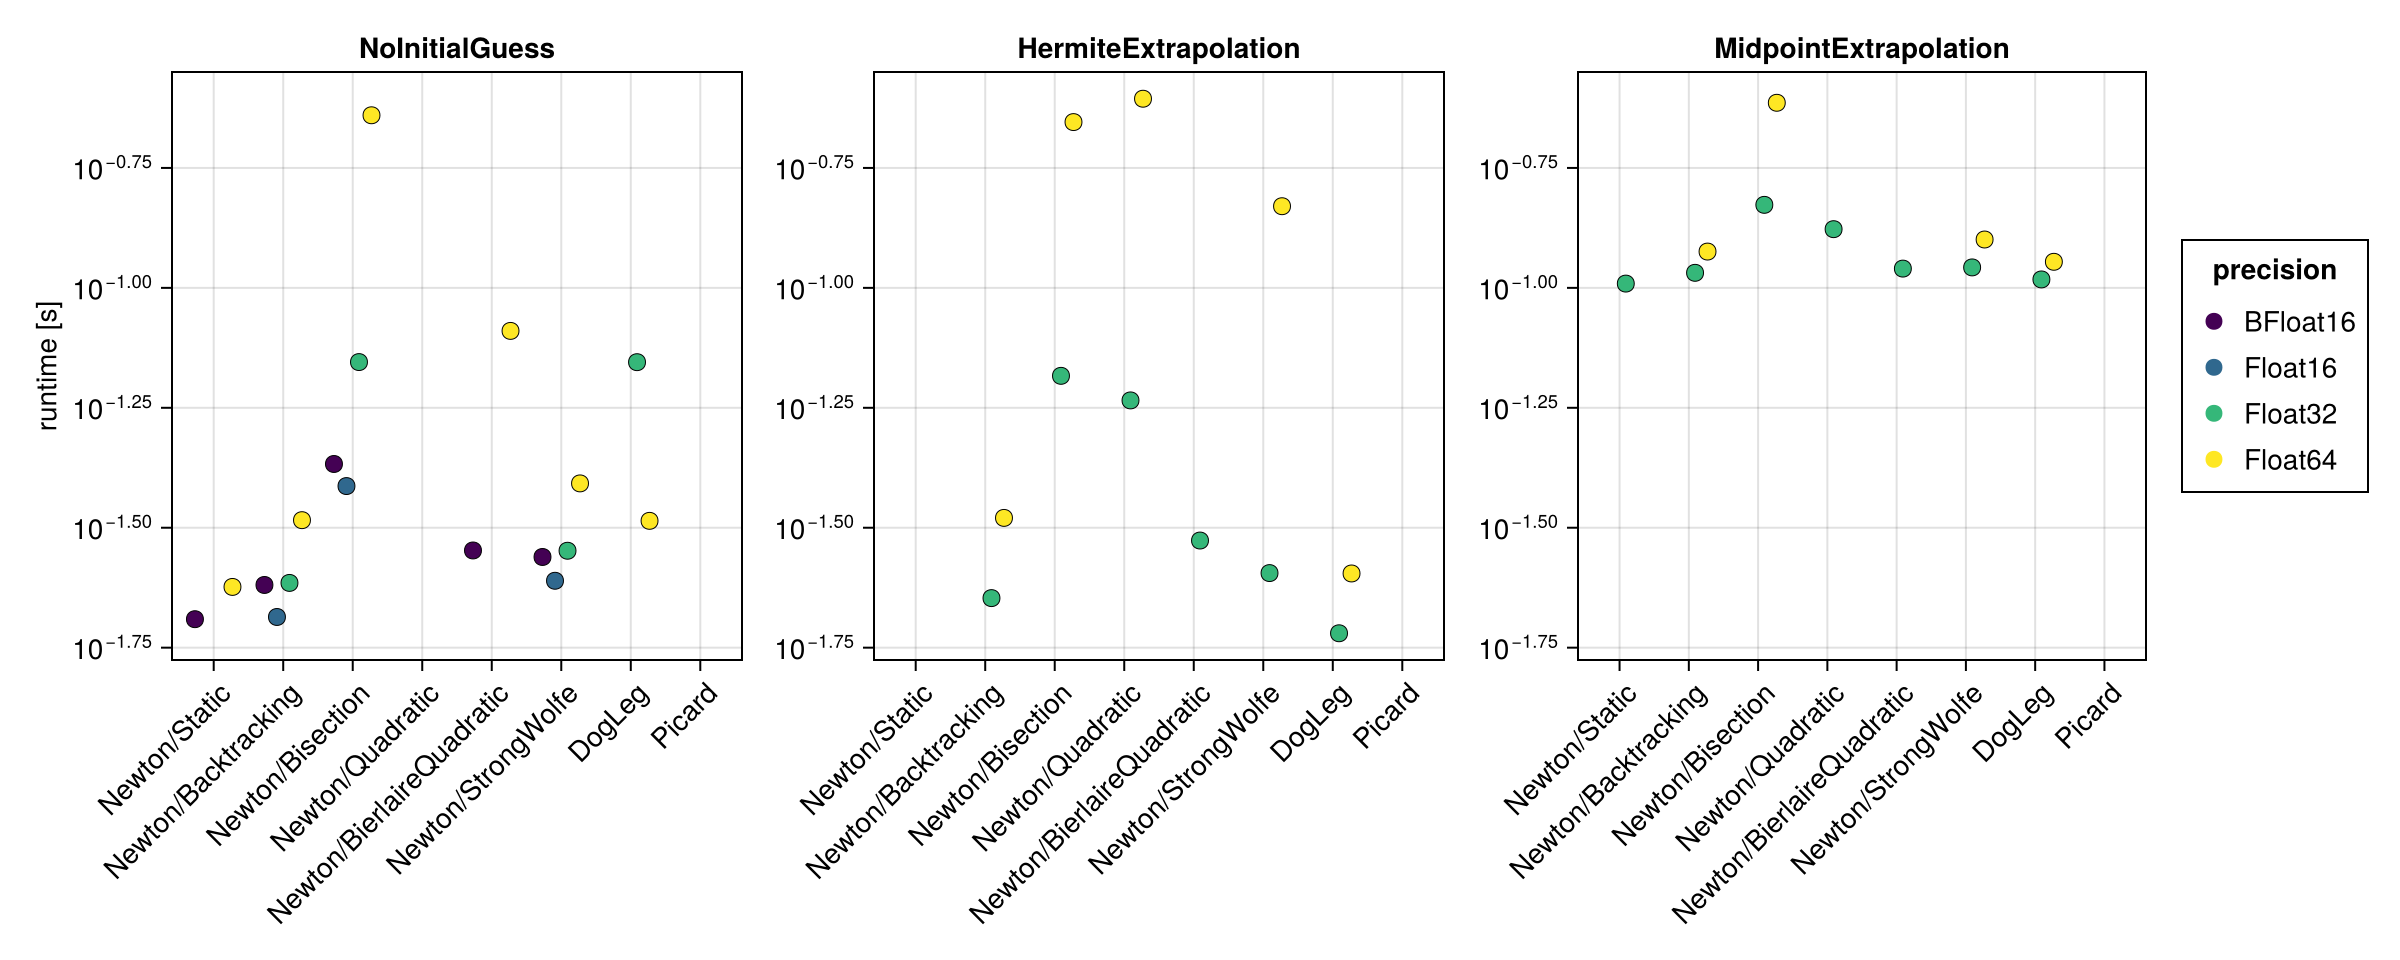 NoInitialGuess
HermiteExtrapolation
MidpointExtrapolation
runtime [s]
10^−0.75
10^−1.00
10^−1.25
10^−1.50
10^−1.75
Newton/Static
Newton/Backtracking
Newton/Bisection
Newton/Quadratic
Newton/BierlaireQuadratic
Newton/StrongWolfe
DogLeg
Picard
10^−0.75
10^−1.00
10^−1.25
10^−1.50
10^−1.75
Newton/Static
Newton/Backtracking
Newton/Bisection
Newton/Quadratic
Newton/BierlaireQuadratic
Newton/StrongWolfe
DogLeg
Picard
10^−0.75
10^−1.00
10^−1.25
10^−1.50
10^−1.75
Newton/Static
Newton/Backtracking
Newton/Bisection
Newton/Quadratic
Newton/BierlaireQuadratic
Newton/StrongWolfe
DogLeg
Picard
precision
BFloat16
Float16
Float32
Float64